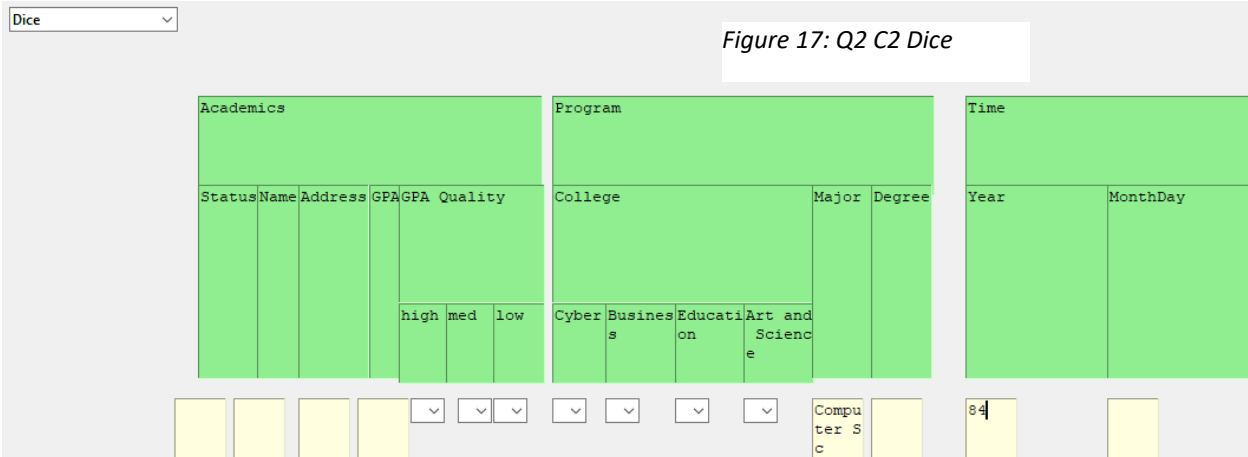 Dice
Figure 17: Q2 C2 Dice
Academics Program Time
Status Name Address GPA GPA Quality College Major Degree Year MonthDay
high med low Cyber Busines Educati Art and
s on Scienc
e
Compu 84
ter S
c